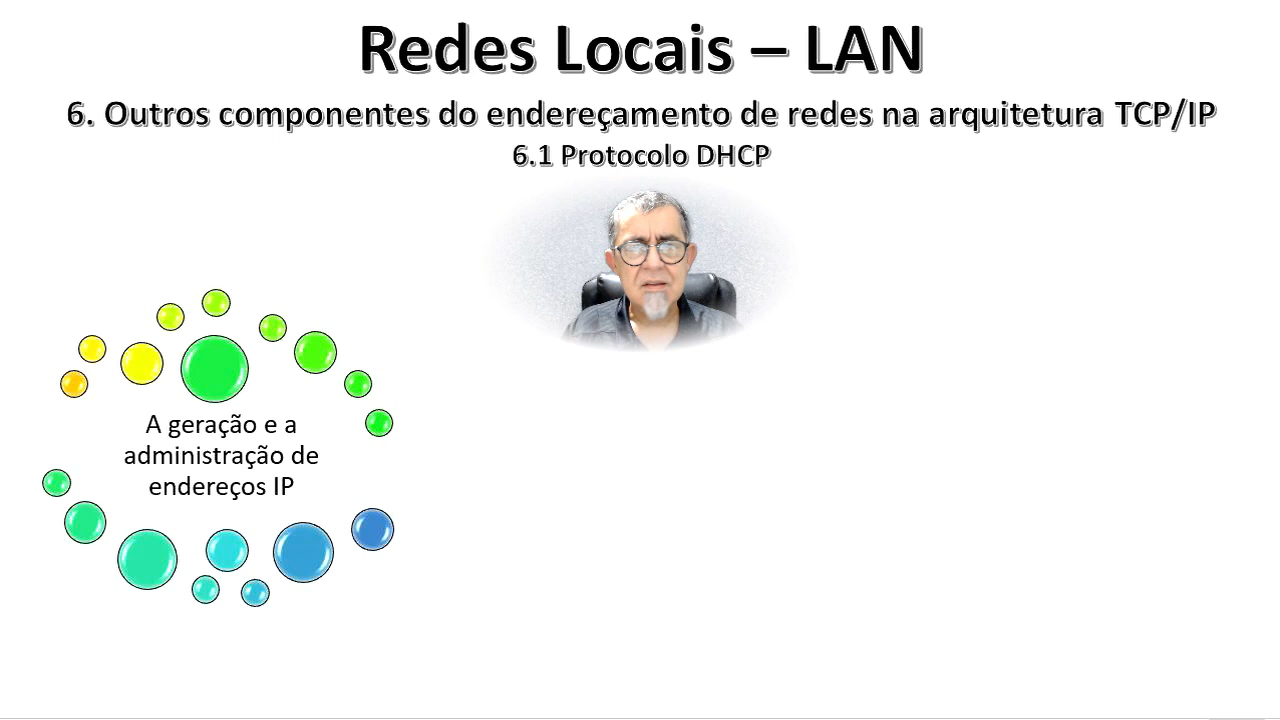 Redes Locais – LAN
6. Outros componentes do endereçamento de redes na arquitetura TCP/IP
6.1 Protocolo DHCP
A geração e a
administração de
endereços IP